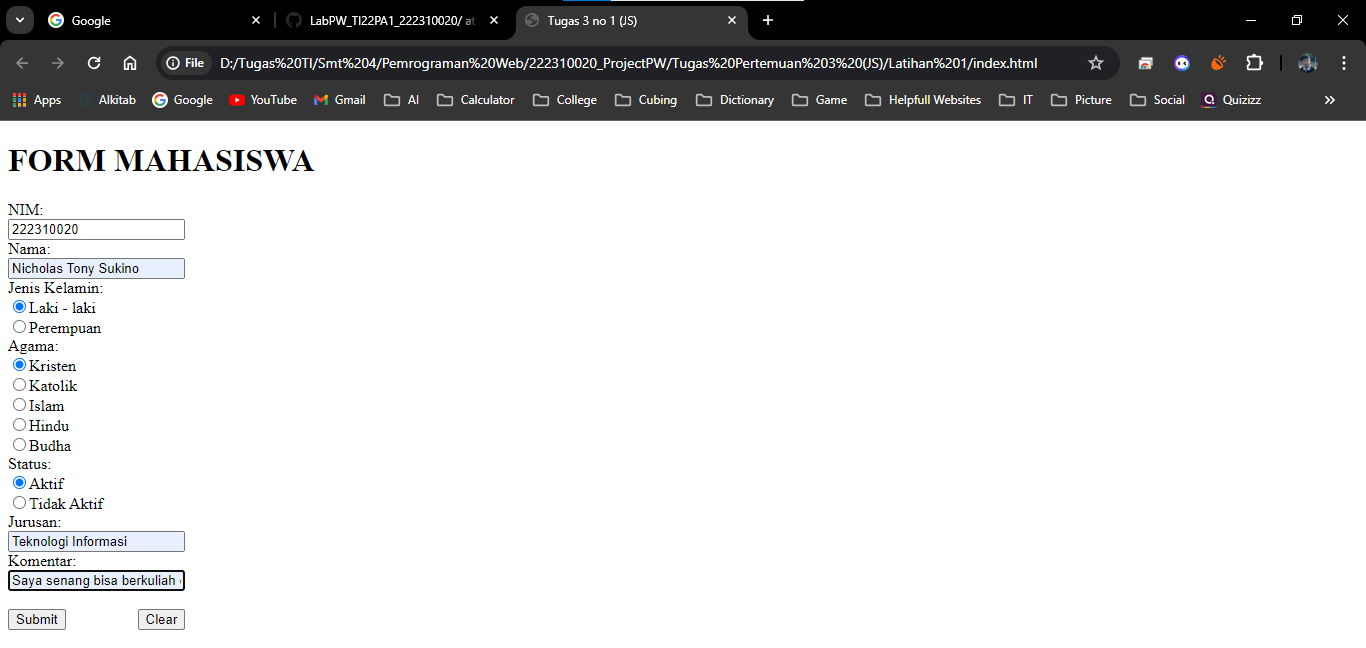 Google
LabPW_TI22PA1_222310020/ at
Tugas 3 no 1 (JS)
File
D:/Tugas%20TI/Smt%204/Pemrograman%20Web/222310020_ProjectPW/Tugas%20Pertemuan%203%20(JS)/Latihan%201/index.html
Apps
Alkitab
Google
YouTube
Gmail
AI
Calculator
College
Cubing
Dictionary
Game
Helpfull Websites
IT
Picture
Social
Quizizz
FORM MAHASISWA
NIM:
222310020
Nama:
Nicholas Tony Sukino
Jenis Kelamin:
Laki - laki
Perempuan
Agama:
Kristen
Katolik
Islam
Hindu
Budha
Status:
Aktif
Tidak Aktif
Jurusan:
Teknologi Informasi
Komentar:
Saya senang bisa berkuliah
Submit
Clear